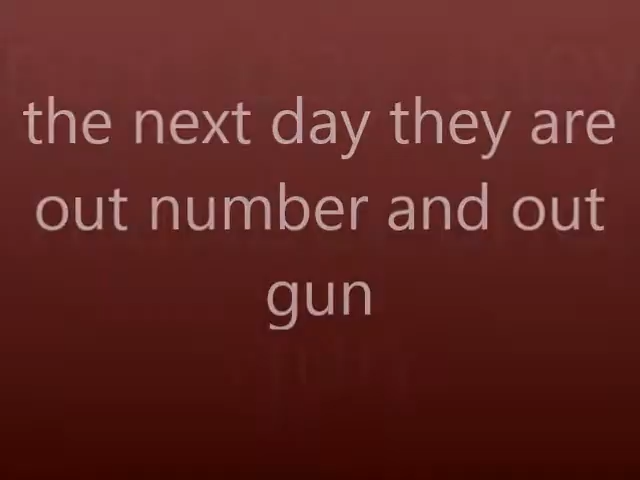 the next day they are
out number and out
gun